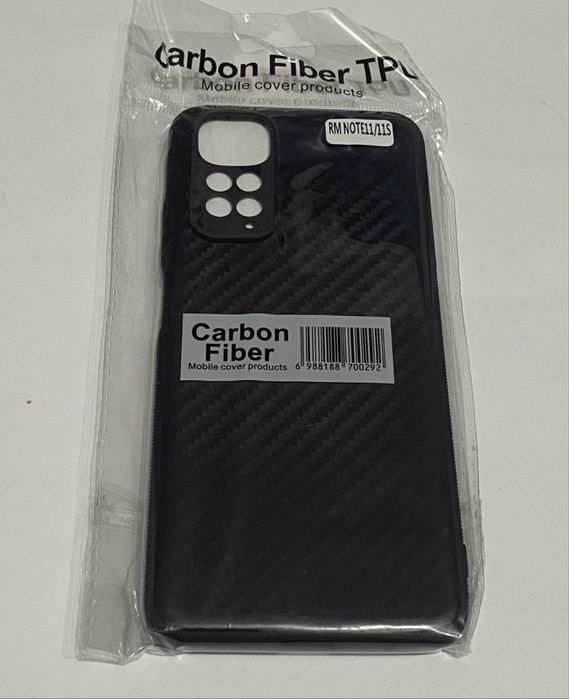 Carbon Fiber TPU
Mobile cover products
RM NOTE11/11S
Carbon
Fiber
Mobile cover products
6 988188 700292